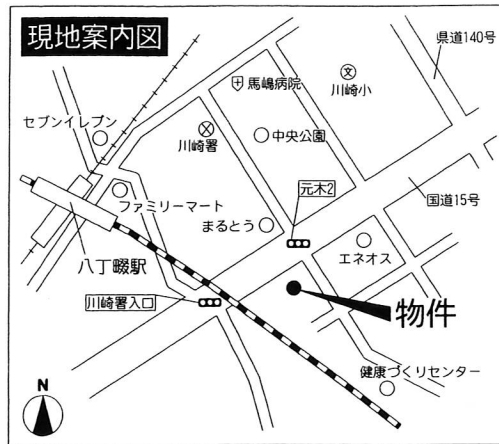 現地案内図
県道140号
馬嶋病院
文
川崎小
セブンイレブン
川崎署
中央公園
ファミリーマート
元木2
国道15号
まるとう
エネオス
八丁畷駅
川崎署入口
物件
健康づくりセンター
N